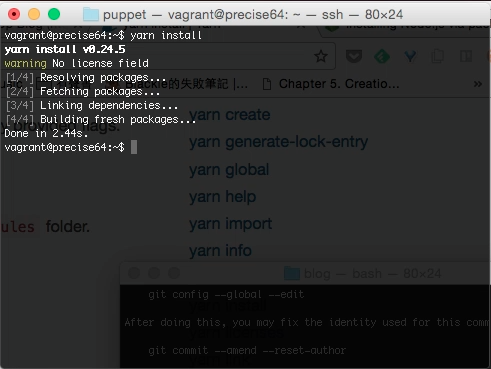 puppet — vagrant@precise64: ~ — ssh — 80×24
vagrant@precise64:~$ yarn install
yarn install v0.24.5
warning No license field
[1/4] Resolving packages...
[2/4] Fetching packages...
[3/4] Linking dependencies...
[4/4] Building fresh packages...
Done in 2.44s.
vagrant@precise64:~$
的失敗筆記 |
Chapter 5. Creatio...
flags.
yarn create
yarn generate-lock-entry
yarn global
yarn help
ules folder.
yarn import
yarn info
blog — bash — 80×24
git config --global --edit
After doing this, you may fix the identity used for this comm
git commit --amend --reset-author